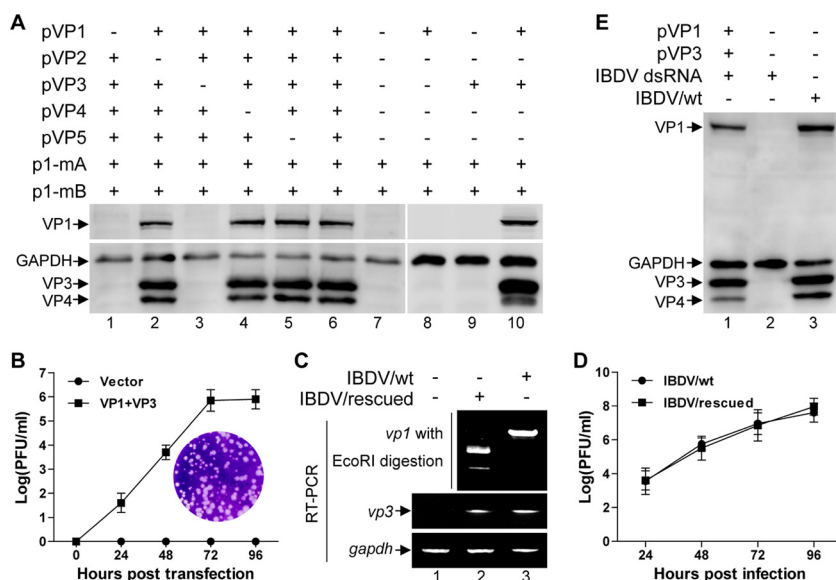 A
pVP1 - + + + + + - + - +
pVP2 + - + + + + - - - -
pVP3 + + - + + + - - + +
pVP4 + + + - + + - - - -
pVP5 + + + + - + - - - -
p1-mA + + + + + + + + + +
p1-mB + + + + + + + + + +
VP1
GAPDH
VP3
VP4
1 2 3 4 5 6 7 8 9 10
E
pVP1 + - -
pVP3 + - -
IBDV dsRNA + + -
IBDV/wt - - +
VP1
GAPDH
VP3
VP4
1 2 3
B
Vector
VP1+VP3
Log(PFU/ml)
6
5
4
3
2
1
0
0 24 48 72 96
Hours post transfection
C
IBDV/wt - - +
IBDV/rescued - + -
RT-PCR
vp1 with
EcoRI digestion
vp3
gapdh
1 2 3
D
IBDV/wt
IBDV/rescued
Log(PFU/ml)
10
8
6
4
2
0
24 48 72 96
Hours post infection